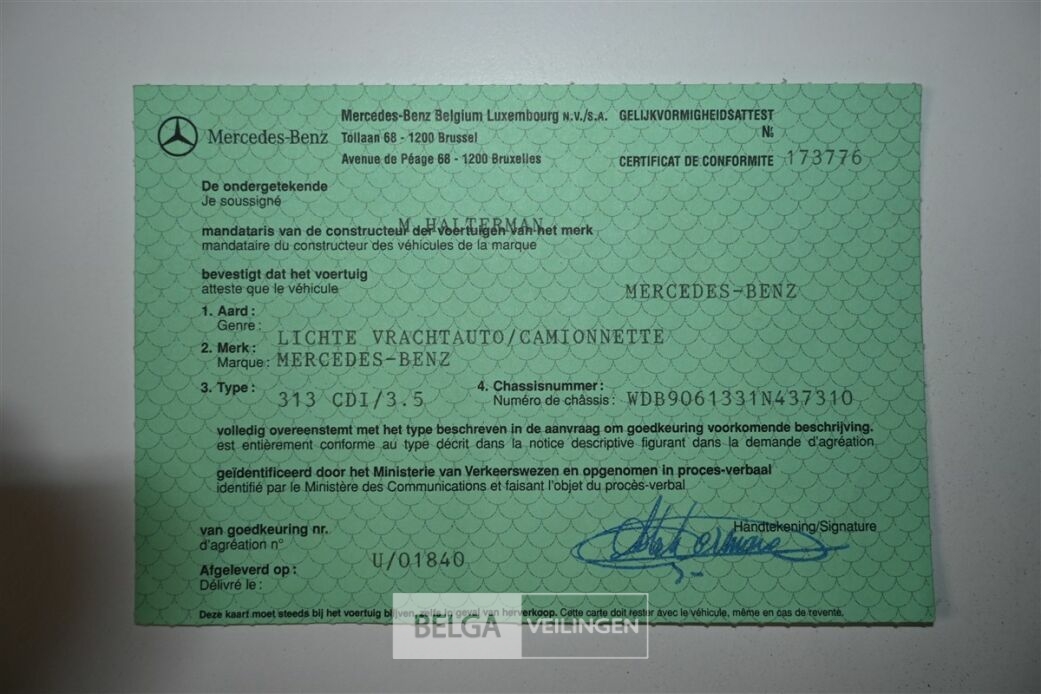 Mercedes-Benz
Mercedes-Benz Belgium Luxembourg N.V./S.A.
Tollaan 68 - 1200 Brussel
Avenue de Péage 68 - 1200 Bruxelles
GELIJKVORMIGHEIDSATTEST
N°
CERTIFICAT DE CONFORMITE 173776
De ondergetekende
Je soussigné
M. HALTERMAN
mandataris van de constructeur der voertuigen van het merk
mandataire du constructeur des véhicules de la marque
bevestigt dat het voertuig
atteste que le véhicule
MERCEDES-BENZ
1. Aard :
Genre :
LICHTE VRACHTAUTO/CAMIONNETTE
2. Merk :
Marque : MERCEDES-BENZ
3. Type : 313 CDI/3.5
4. Chassisnummer :
Numéro de châssis : WDB9061331N437310
volledig overeenstemt met het type beschreven in de aanvraag om goedkeuring voorkomende beschrijving.
est entièrement conforme au type décrit dans la notice descriptive figurant dans la demande d'agréation
geïdentificeerd door het Ministerie van Verkeerswezen en opgenomen in proces-verbaal
identifié par le Ministère des Communications et faisant l'objet du procès-verbal
Handtekening/Signature
van goedkeuring nr.
d'agréation n°
U/01840
Afgeleverd op :
Délivré le :
Deze kaart moet steeds bij het voertuig blijven, zelfs in geval van herverkoop. Cette carte doit rester avec le véhicule, même en cas de revente.
BELGA VEILINGEN